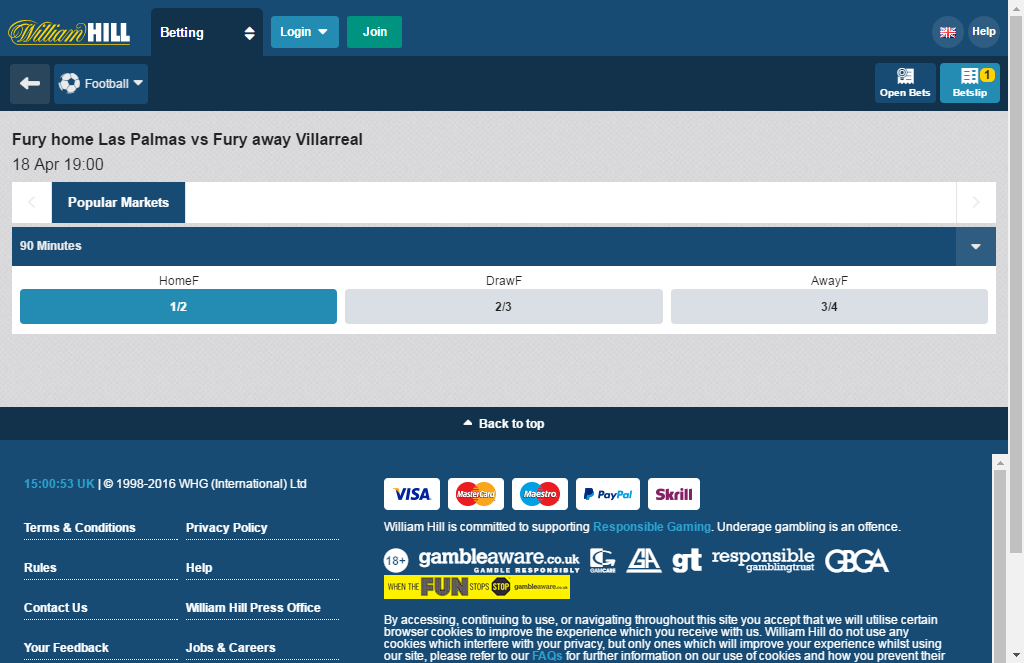 William HILL
Betting
Login
Join
Help
Football
Open Bets
1
Betslip
Fury home Las Palmas vs Fury away Villarreal
18 Apr 19:00
Popular Markets
90 Minutes
HomeF
DrawF
AwayF
1/2
2/3
3/4
Back to top
15:00:53 UK | © 1998-2016 WHG (International) Ltd
Terms & Conditions
Privacy Policy
Rules
Help
Contact Us
William Hill Press Office
Your Feedback
Jobs & Careers
VISA
MasterCard
Maestro
PayPal
Skrill
William Hill is committed to supporting Responsible Gaming. Underage gambling is an offence.
18+
gambleaware.co.uk
GAMBLE RESPONSIBLY
GAMCARE
GA
gt
responsible
gamblingtrust
GBGA
WHEN THE FUN STOPS STOP gambleaware.co.uk
By accessing, continuing to use, or navigating throughout this site you accept that we will utilise certain
browser cookies to improve the experience which you receive with us. William Hill do not use any
cookies which interfere with your privacy, but only ones which will improve your experience whilst using
our site, please refer to our FAQs for further information on our use of cookies and how you prevent their